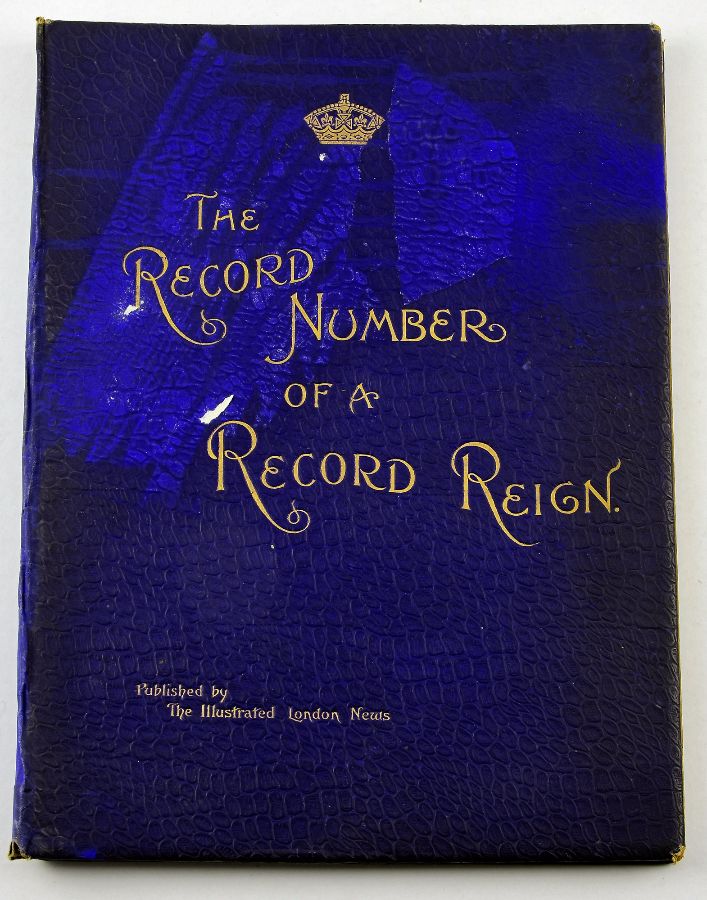 The
Record
Number
of a
Record Reign.
Published by
The Illustrated London News